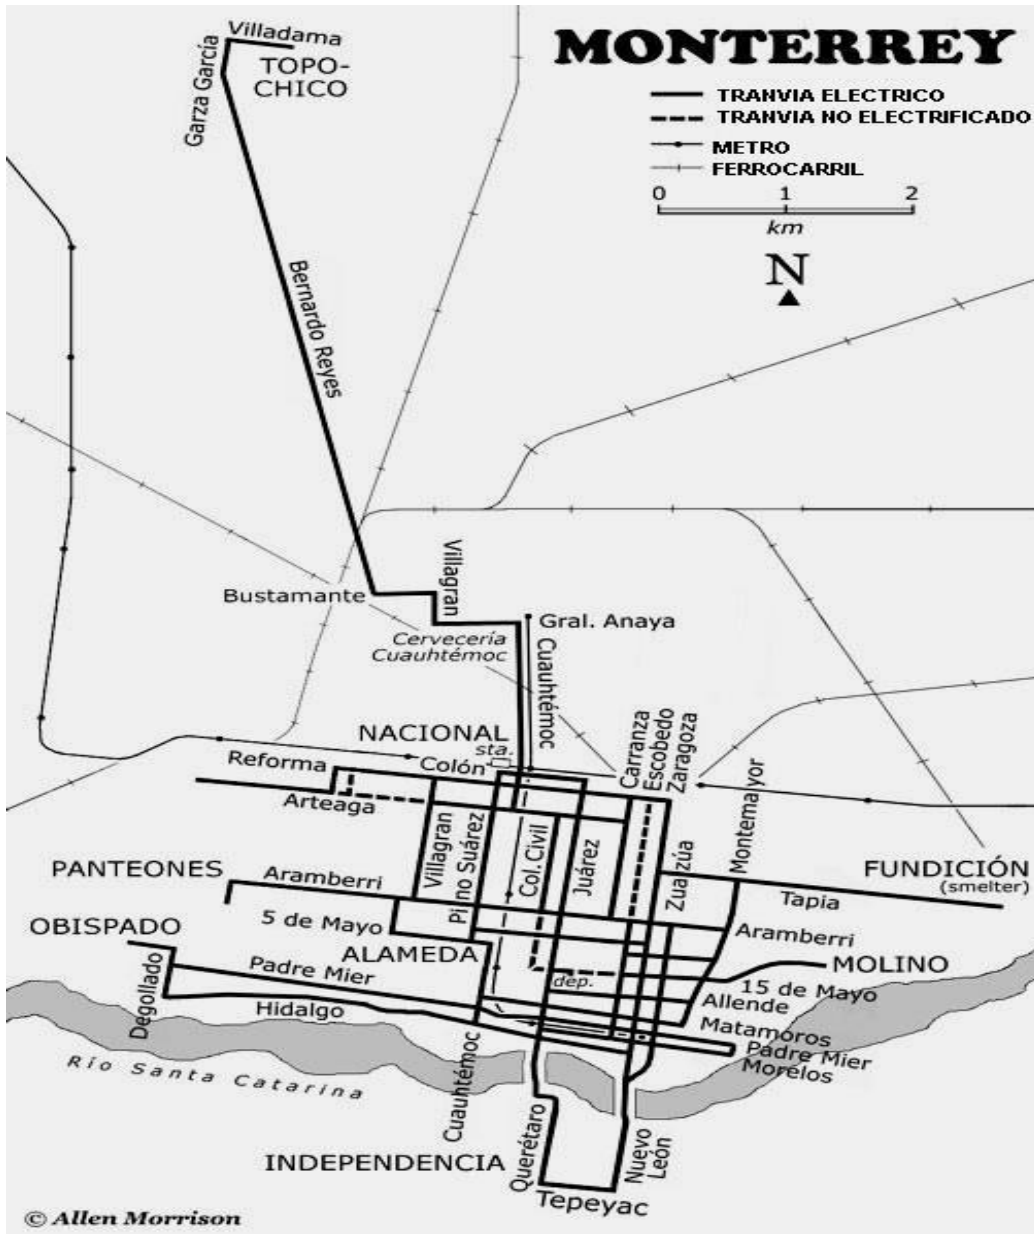 MONTERREY
TRANVIA ELECTRICO
TRANVIA NO ELECTRIFICADO
METRO
FERROCARRIL
0 1 2
km
N
Villadama
TOPO-
CHICO
Garza García
Bernardo Reyes
Bustamante
Villagran
Cervecería
Cuauhtémoc
Gral. Anaya
Cuauhtémoc
NACIONAL
sta.
Carranza
Escobedo
Zaragoza
Reforma
Colón
Arteaga
Villagran
Pino Suárez
Col. Civil
Juárez
Zuazúa
Montemayor
FUNDICIÓN
(smelter)
Tapia
PANTEONES
Aramberri
Aramberri
5 de Mayo
OBISPADO
ALAMEDA
MOLINO
dep.
15 de Mayo
Padre Mier
Allende
Degollado
Hidalgo
Matamoros
Padre Mier
Morelos
Río Santa Catarina
Cuauhtémoc
Querétaro
Nuevo
León
INDEPENDENCIA
Tepeyac
© Allen Morrison